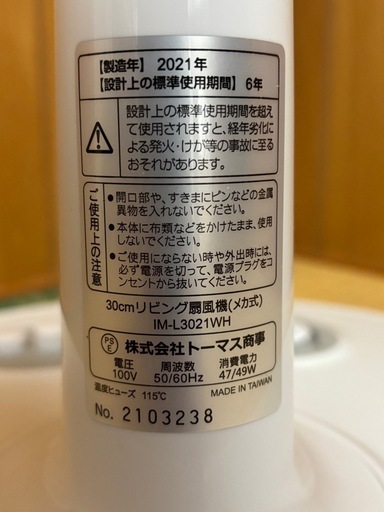 【製造年】2021年
【設計上の標準使用期間】6年
設計上の標準使用期間を超え
て使用されますと、経年劣化に
よる発火・けが等の事故に至る
おそれがあります。
ご使用上の注意
●開口部や、すきまにピンなどの金属
異物を入れないでください。
●本体に布類などをかけたまま、使用
しないでください。
●ご使用にならない時や外出時には、
必ず電源を切って、電源プラグをコ
ンセントから抜いてください。
30cmリビング扇風機(メカ式)
IM-L3021WH
PS
E
株式会社トーマス商事
電圧 周波数 消費電力
100V 50/60Hz 47/49W
温度ヒューズ 115℃ MADE IN TAIWAN
No. 2103238